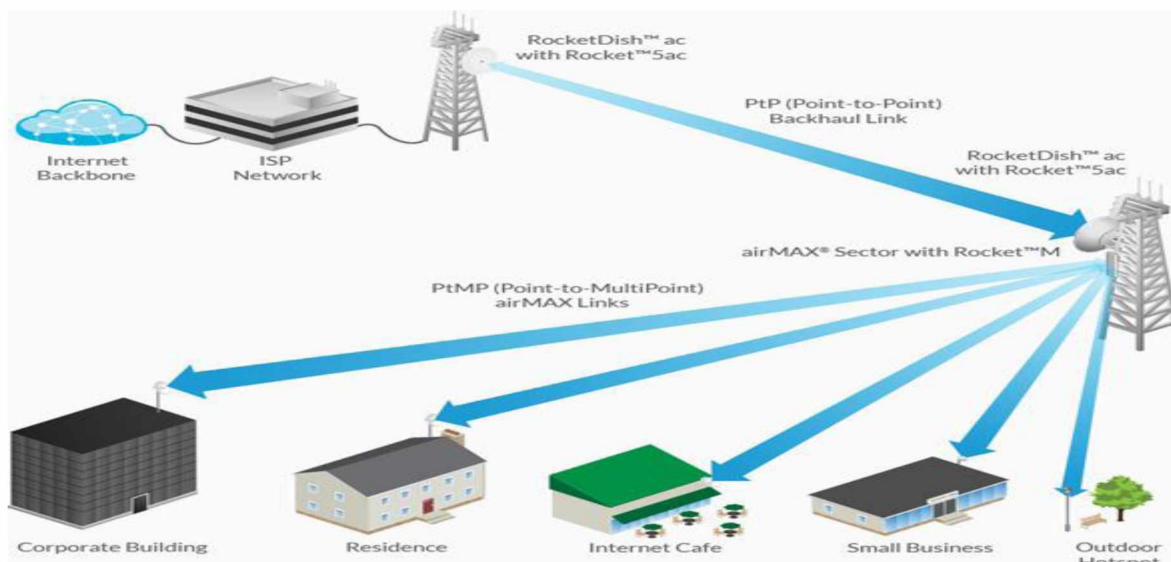 RocketDish™ ac
with Rocket™5ac
PtP (Point-to-Point)
Backhaul Link
Internet
Backbone
ISP
Network
RocketDish™ ac
with Rocket™5ac
airMAX® Sector with Rocket™M
PtMP (Point-to-MultiPoint)
airMAX Links
Corporate Building
Residence
Internet Cafe
Small Business
Outdoor
Hotspot